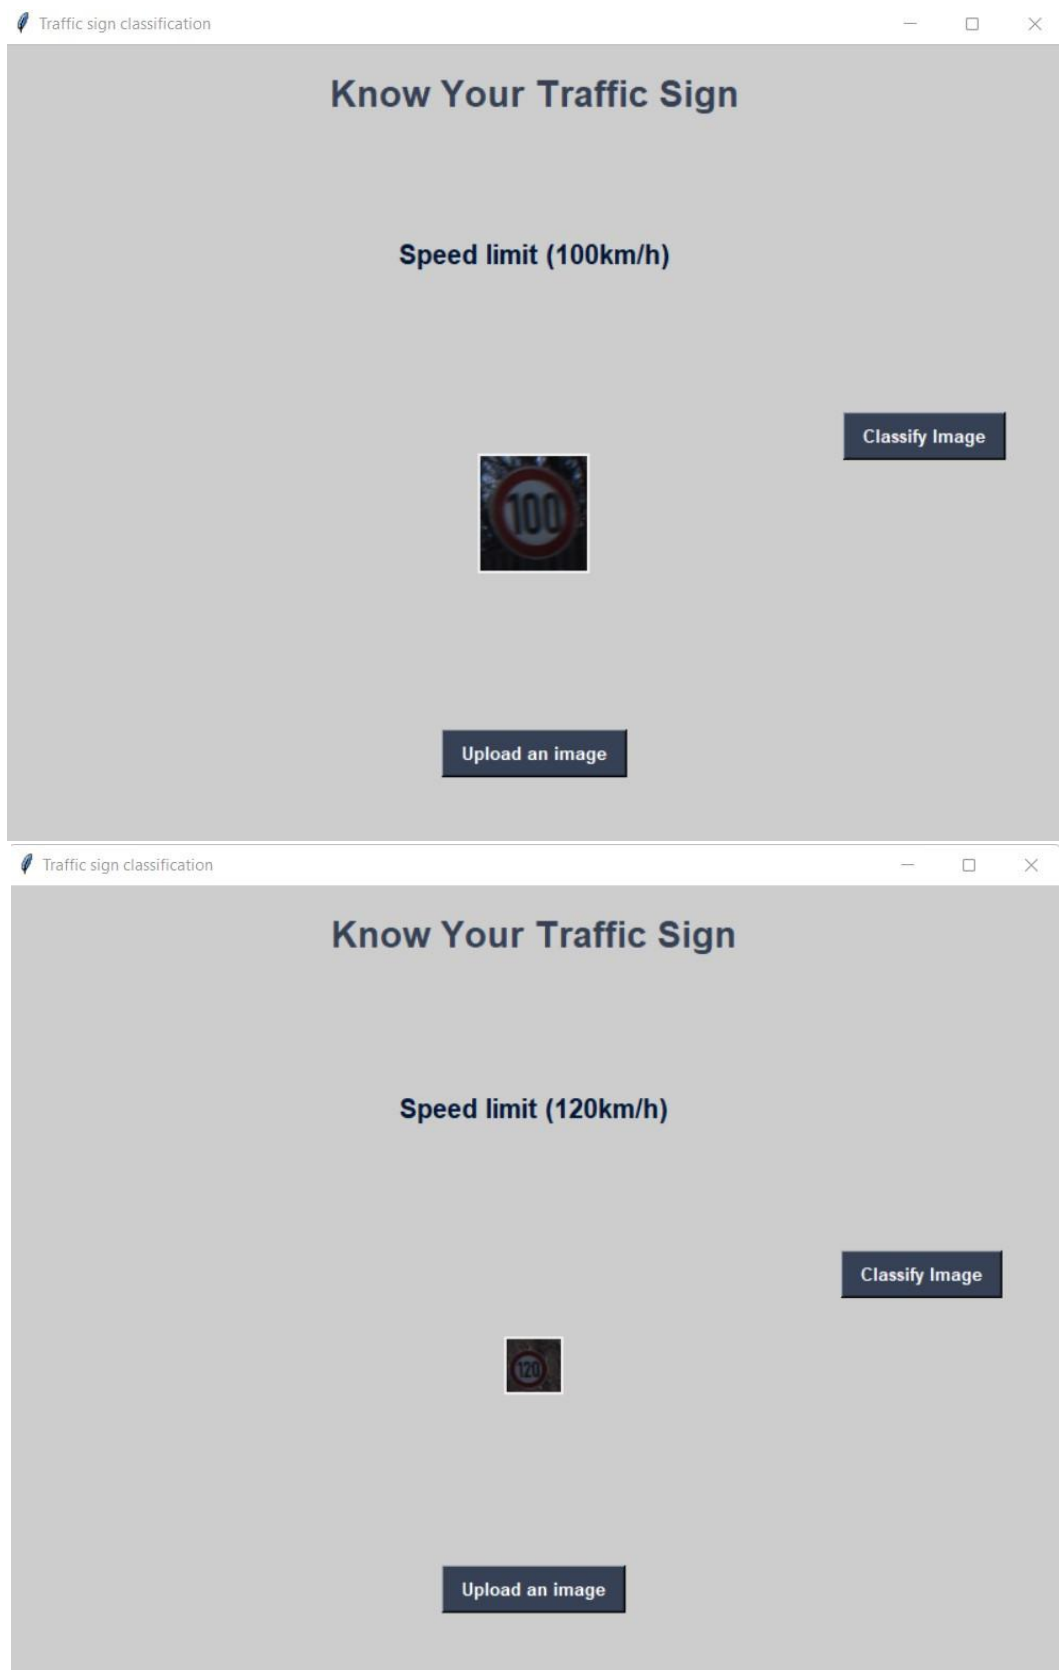 Traffic sign classification
Know Your Traffic Sign
Speed limit (100km/h)
Classify Image
100
Upload an image
Traffic sign classification
Know Your Traffic Sign
Speed limit (120km/h)
Classify Image
120
Upload an image